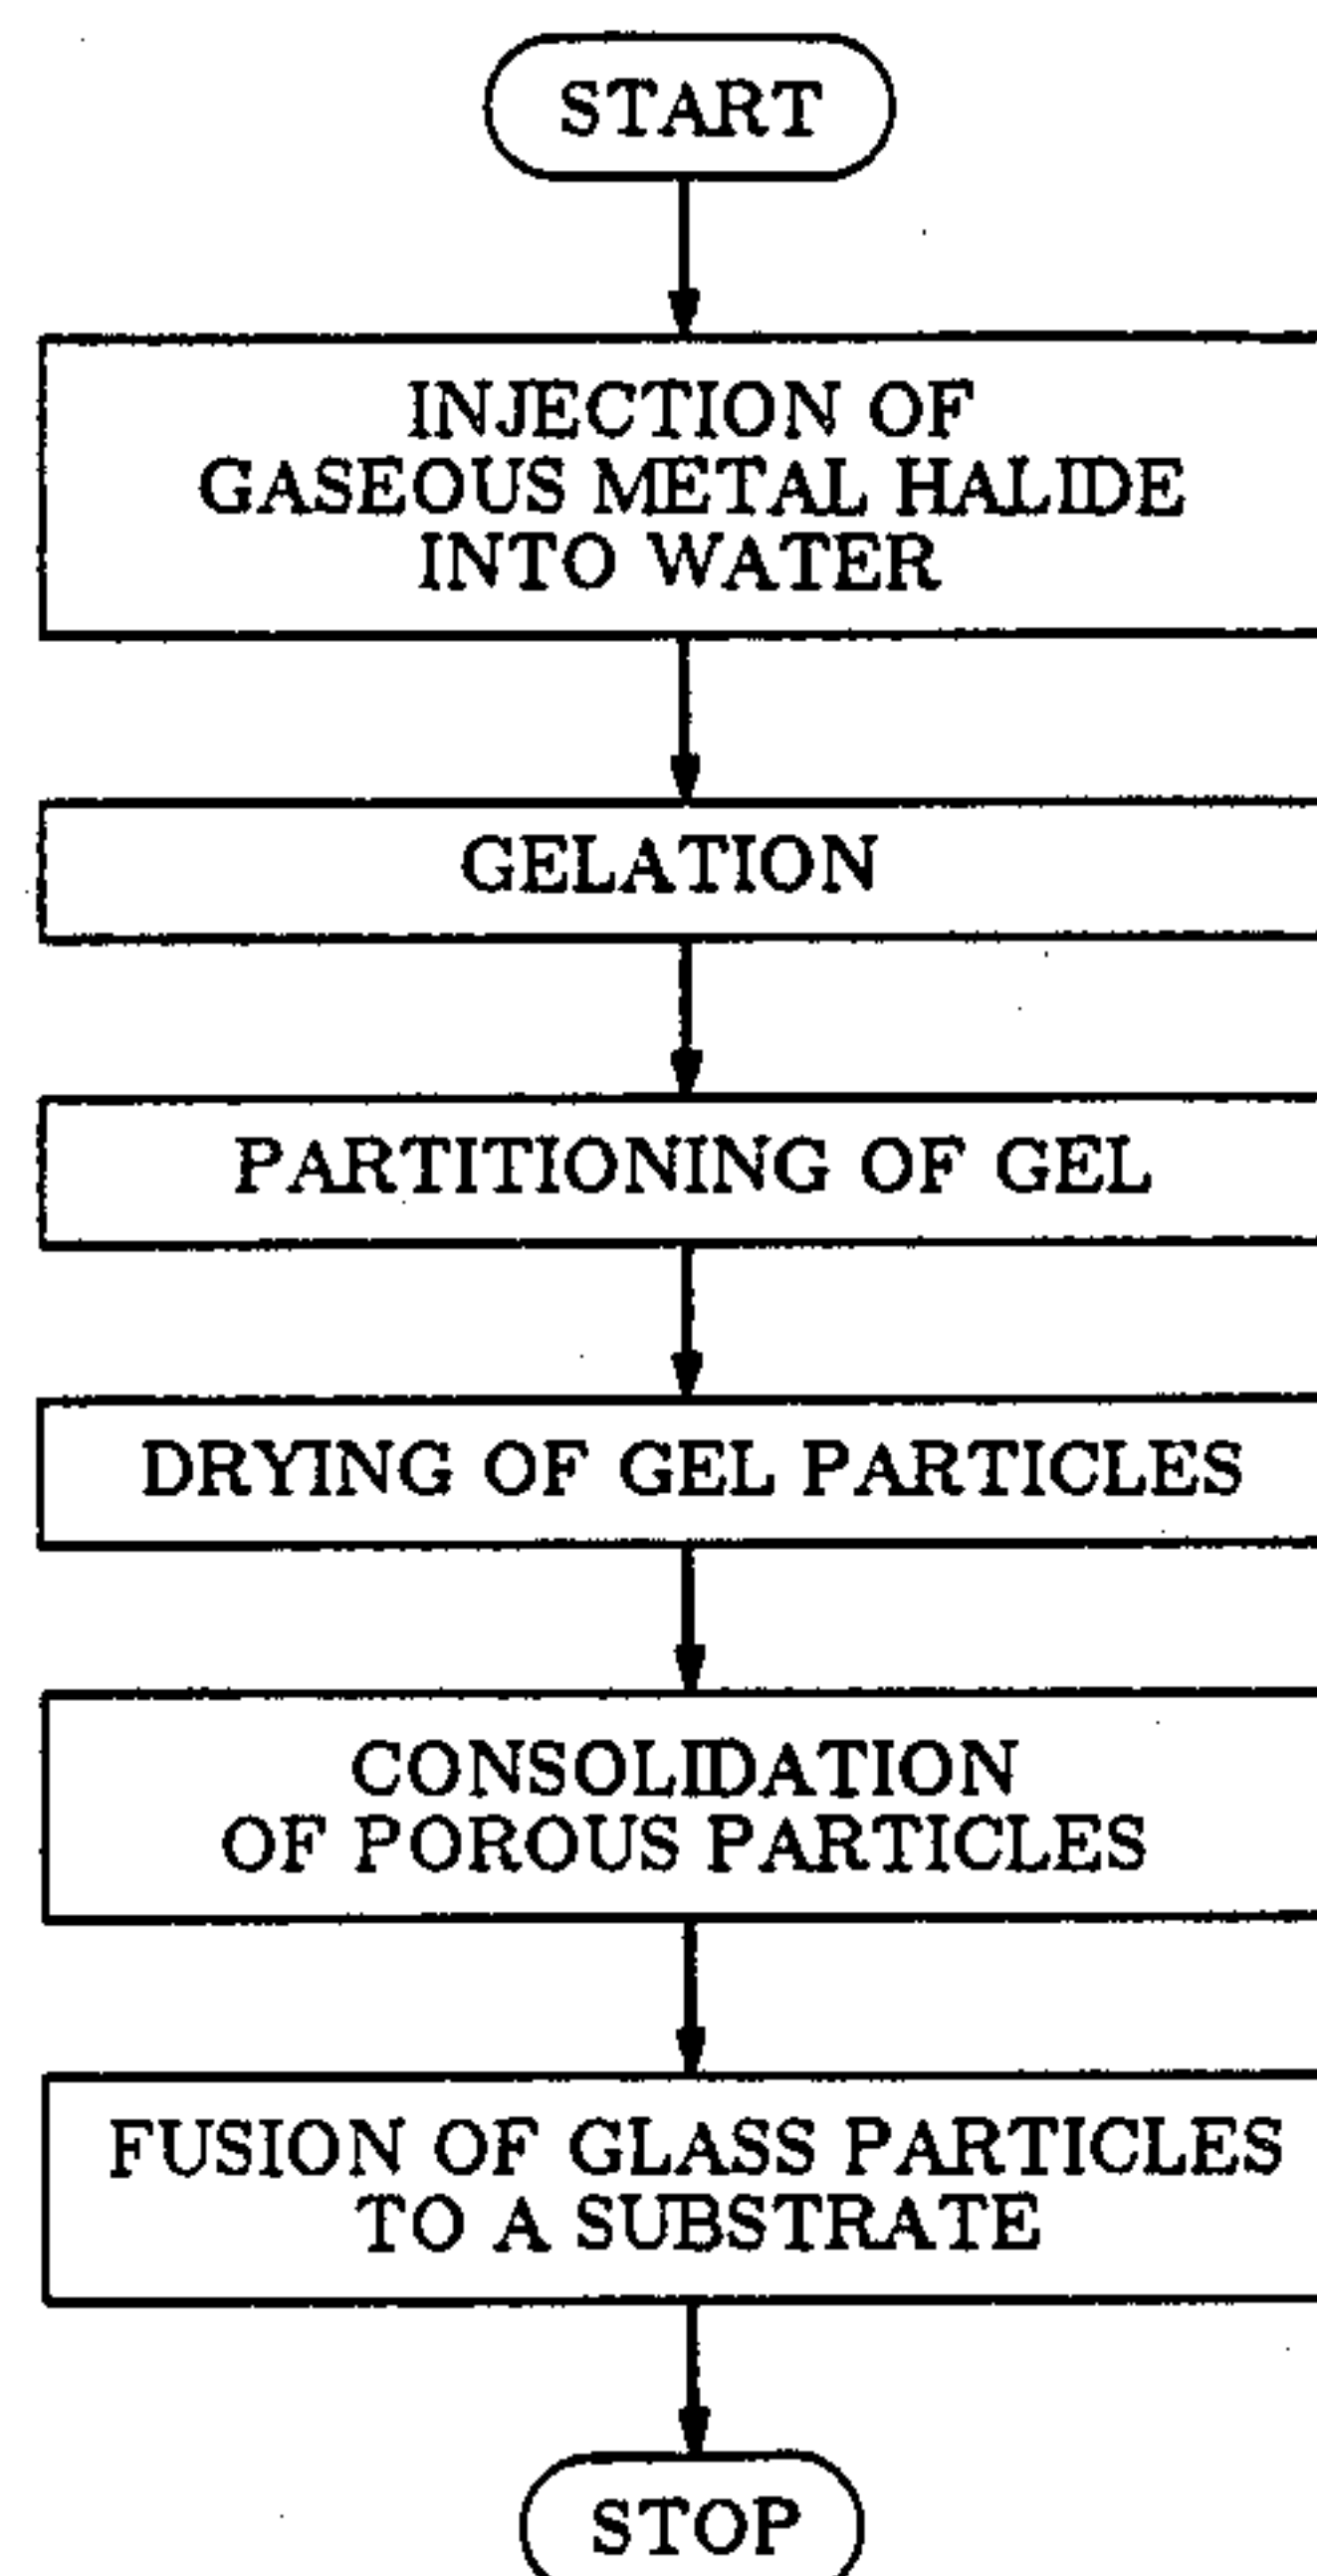 START
INJECTION OF
GASEOUS METAL HALIDE
INTO WATER
GELATION
PARTITIONING OF GEL
DRYING OF GEL PARTICLES
CONSOLIDATION
OF POROUS PARTICLES
FUSION OF GLASS PARTICLES
TO A SUBSTRATE
STOP